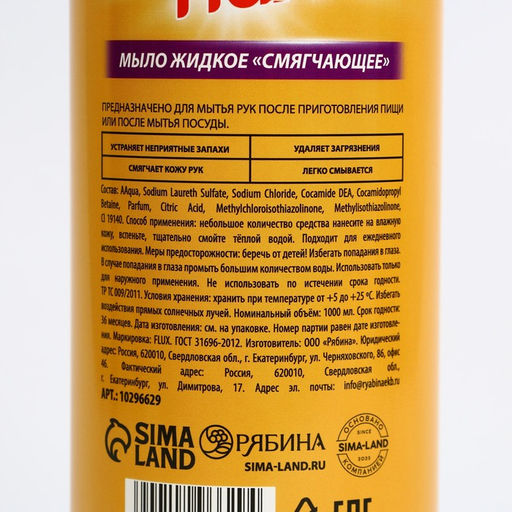 МЫЛО ЖИДКОЕ «СМЯГЧАЮЩЕЕ»
ПРЕДНАЗНАЧЕНО ДЛЯ МЫТЬЯ РУК ПОСЛЕ ПРИГОТОВЛЕНИЯ ПИЩИ
ИЛИ ПОСЛЕ МЫТЬЯ ПОСУДЫ.
УСТРАНЯЕТ НЕПРИЯТНЫЕ ЗАПАХИ
УДАЛЯЕТ ЗАГРЯЗНЕНИЯ
СМЯГЧАЕТ КОЖУ РУК
ЛЕГКО СМЫВАЕТСЯ
Состав: AAqua, Sodium Laureth Sulfate, Sodium Chloride, Cocamide DEA, Cocamidopropyl
Betaine, Parfum, Citric Acid, Methylchloroisothiazolinone, Methylisothiazolinone,
CI 19140. Способ применения: небольшое количество средства нанесите на влажную
кожу, вспеньте, тщательно смойте тёплой водой. Подходит для ежедневного
использования. Меры предосторожности: беречь от детей! Избегать попадания в глаза.
В случае попадания в глаза промыть большим количеством воды. Использовать только
для наружного применения. Не использовать по истечении срока годности.
ТР ТС 009/2011. Условия хранения: хранить при температуре от +5 до +25 °C. Избегать
воздействия прямых солнечных лучей. Номинальный объём: 1000 мл. Срок годности:
36 месяцев. Дата изготовления: см. на упаковке. Номер партии равен дате изготовле-
ния. Маркировка: FLUX. ГОСТ 31696-2012. Изготовитель: ООО «Рябина». Юридический
адрес: Россия, 620010, Свердловская обл., г. Екатеринбург, ул. Черняховского, 86, офис
46. Фактический адрес: Россия, 620010, Свердловская обл.,
г. Екатеринбург, ул. Димитрова, 17. Адрес эл. почты: info@ryabinaekb.ru
АРТ.: 10296629
SIMA
LAND
РЯБИНА
SIMA-LAND.RU
ОСНОВАНО
SINCE
SIMA-LAND
КОМПАНИЕЙ
EAC